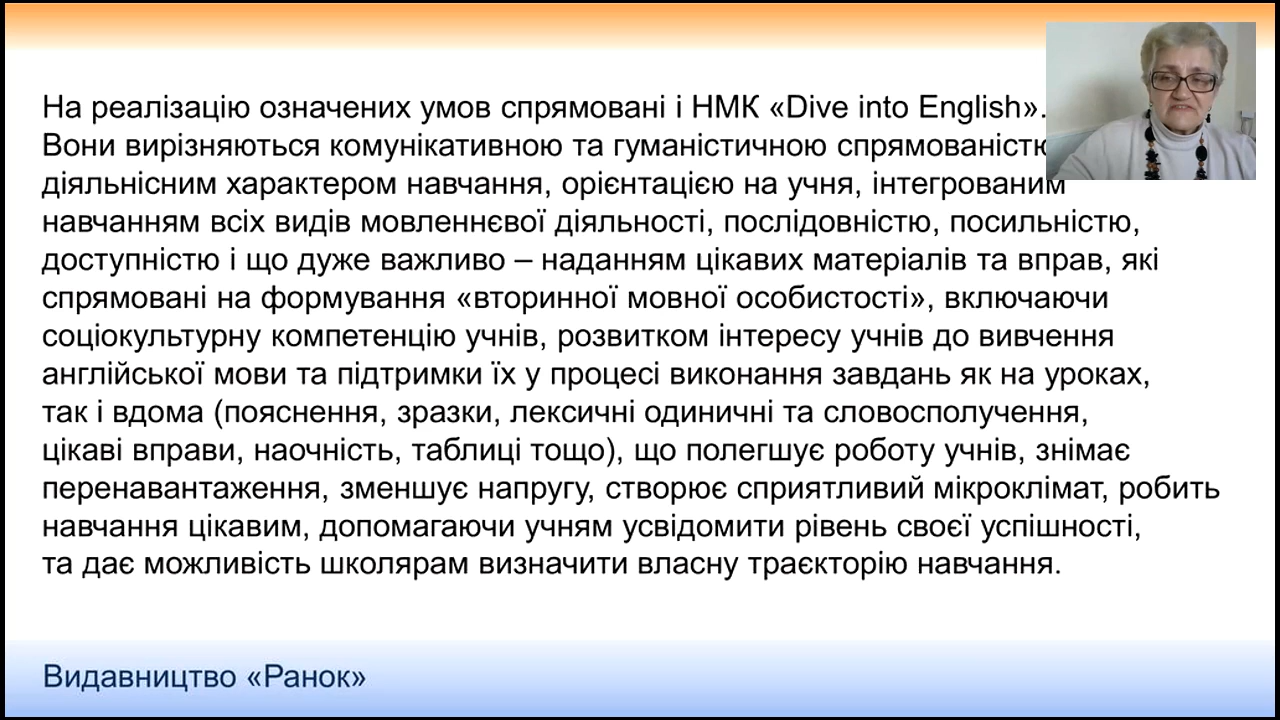 На реалізацію означених умов спрямовані і НМК «Dive into English».
Вони вирізняються комунікативною та гуманістичною спрямованістю
діяльнісним характером навчання, орієнтацією на учня, інтегрованим
навчанням всіх видів мовленнєвої діяльності, послідовністю, посильністю,
доступністю і що дуже важливо – наданням цікавих матеріалів та вправ, які
спрямовані на формування «вторинної мовної особистості», включаючи
соціокультурну компетенцію учнів, розвитком інтересу учнів до вивчення
англійської мови та підтримки їх у процесі виконання завдань як на уроках,
так і вдома (пояснення, зразки, лексичні одиничні та словосполучення,
цікаві вправи, наочність, таблиці тощо), що полегшує роботу учнів, знімає
перенавантаження, зменшує напругу, створює сприятливий мікроклімат, робить
навчання цікавим, допомагаючи учням усвідомити рівень своєї успішності,
та дає можливість школярам визначити власну траєкторію навчання.
Видавництво «Ранок»